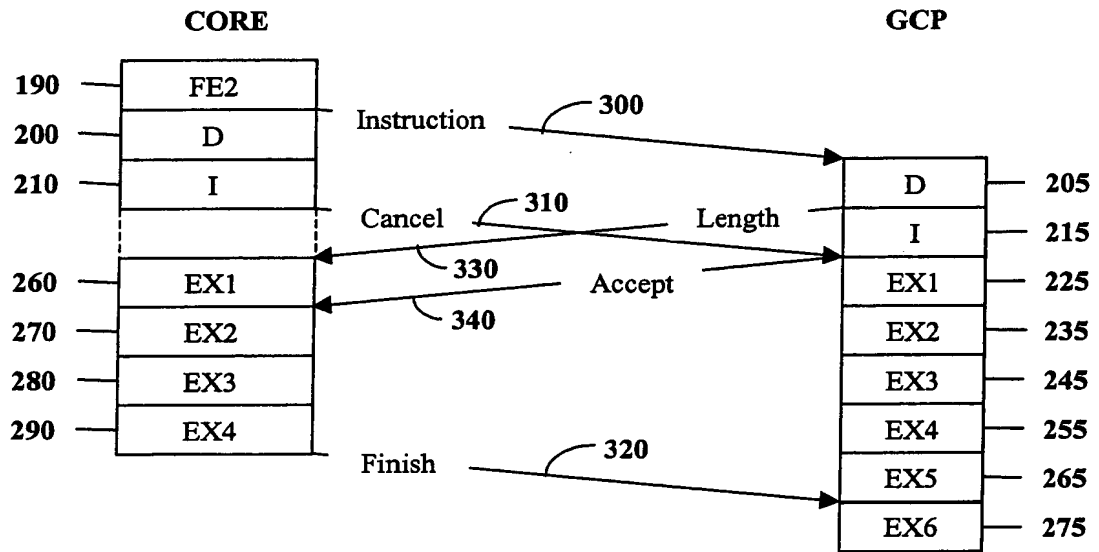 CORE GCP
190 FE2
Instruction 300
200 D
D 205
210 I
Cancel 310 Length
I 215
330
260 EX1
Accept
EX1 225
340
270 EX2
EX2 235
280 EX3
EX3 245
290 EX4
EX4 255
Finish 320
EX5 265
EX6 275